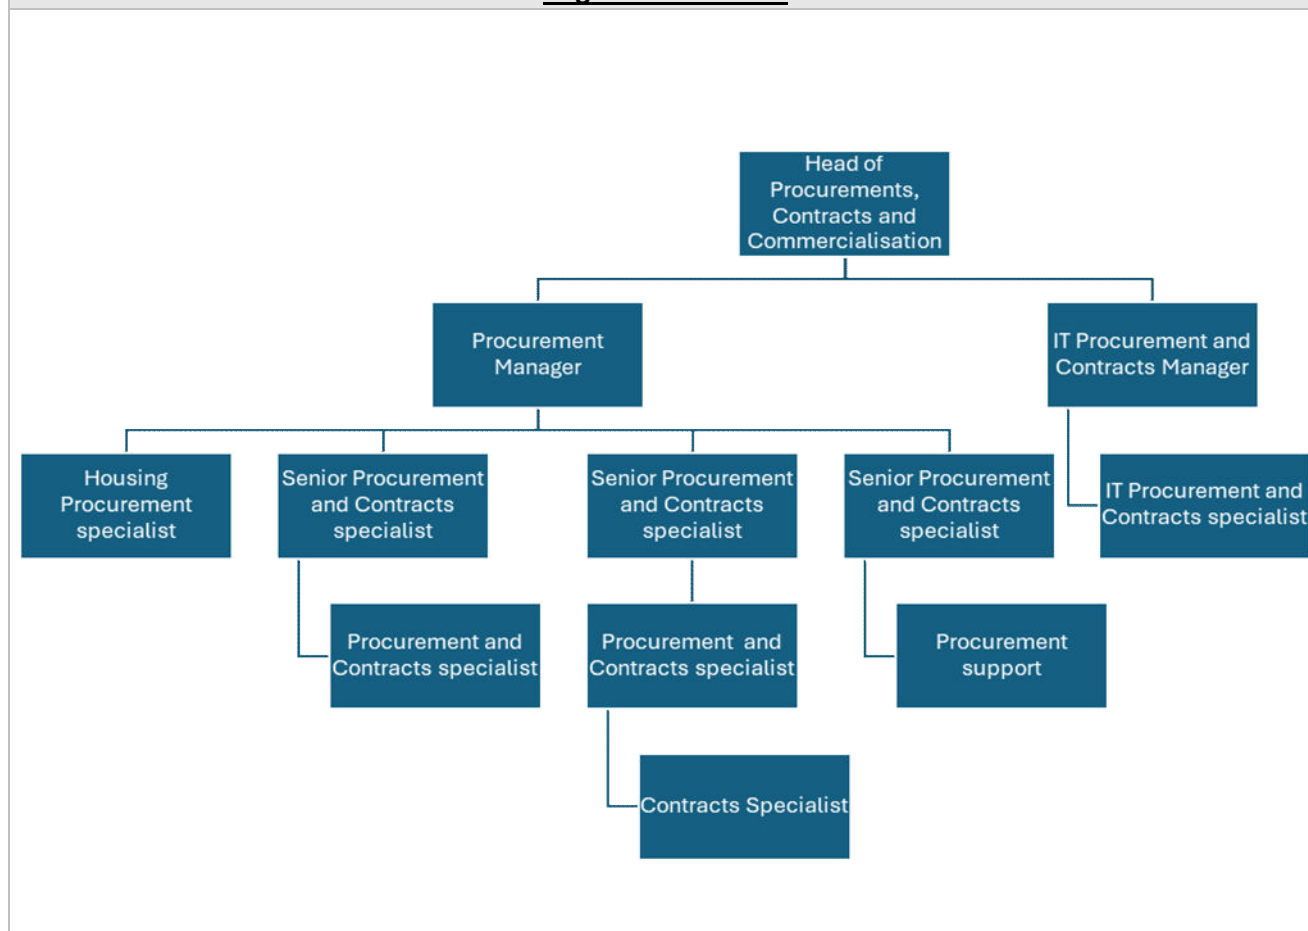 Head of
Procurements,
Contracts and
Commercialisation
Procurement
Manager
IT Procurement and
Contracts Manager
Housing
Procurement
specialist
Senior Procurement
and Contracts
specialist
Senior Procurement
and Contracts
specialist
Senior Procurement
and Contracts
specialist
IT Procurement and
Contracts specialist
Procurement and
Contracts specialist
Procurement and
Contracts specialist
Procurement
support
Contracts Specialist